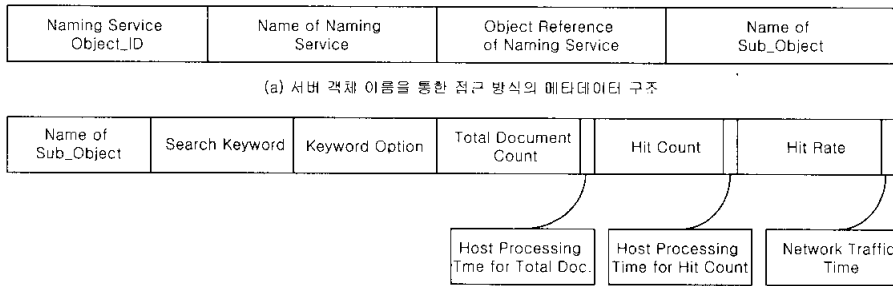 Naming Service
Object_ID
Name of Naming
Service
Object Reference
of Naming Service
Name of
Sub_Object
(a) 서버 객체 이름을 통한 접근 방식의 메타데이터 구조
Name of
Sub_Object
Search Keyword
Keyword Option
Total Document
Count
Hit Count
Hit Rate
Host Processing
Tme for Total Doc.
Host Processing
Time for Hit Count
Network Traffic
Time